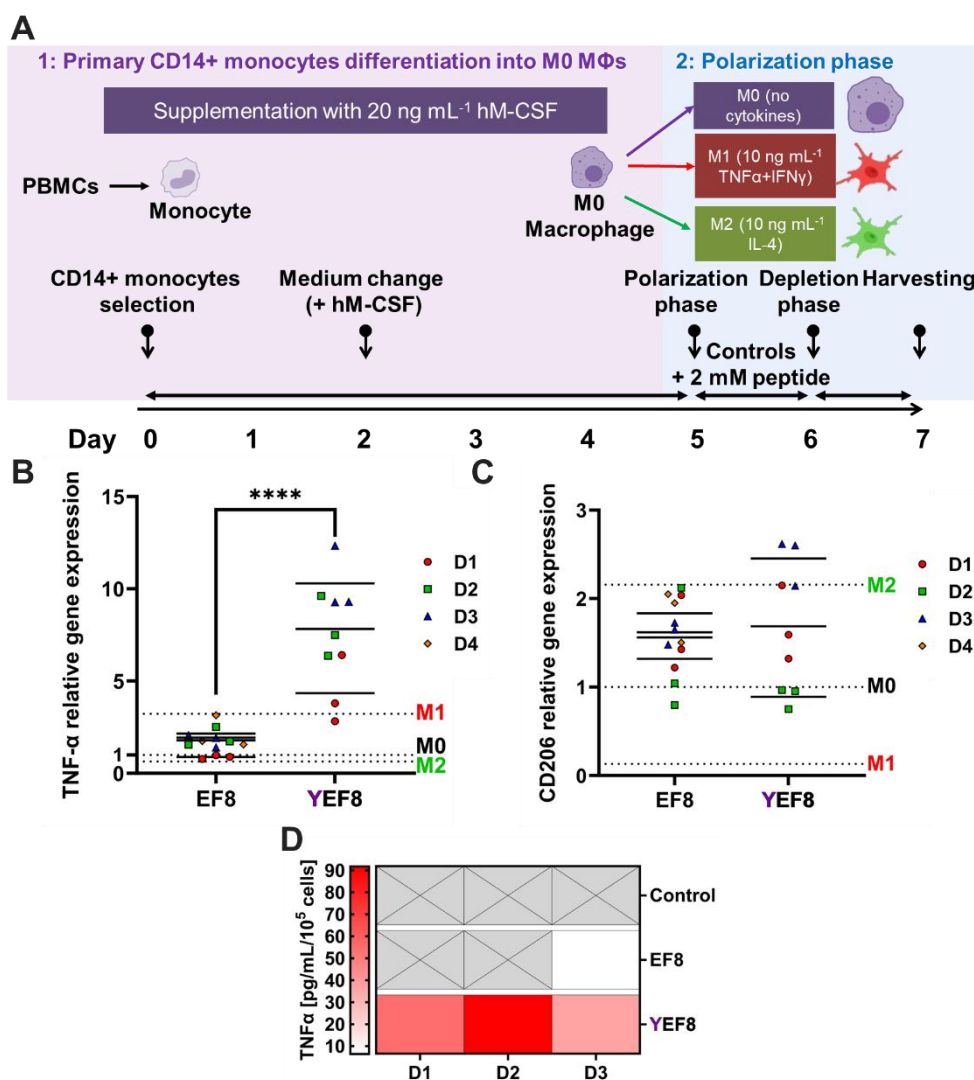 A
1: Primary CD14+ monocytes differentiation into M0 MΦs
2: Polarization phase
Supplementation with 20 ng mL⁻¹ hM-CSF
M0 (no
cytokines)
M1 (10 ng mL⁻¹
TNFα+IFNγ)
M2 (10 ng mL⁻¹
IL-4)
PBMCs
Monocyte
M0
Macrophage
CD14+ monocytes
selection
Medium change
(+ hM-CSF)
Polarization
phase
Depletion
phase
Harvesting
Controls
+ 2 mM peptide
Day 0 1 2 3 4 5 6 7
B
TNF-α relative gene expression
15
10
5
1
0
****
M1
M0
M2
EF8
YEF8
D1
D2
D3
D4
C
CD206 relative gene expression
3
2
1
0
M2
M0
M1
EF8
YEF8
D1
D2
D3
D4
D
TNFα [pg/mL/10⁵ cells]
90
80
70
60
50
40
30
20
10
Control
EF8
YEF8
D1 D2 D3